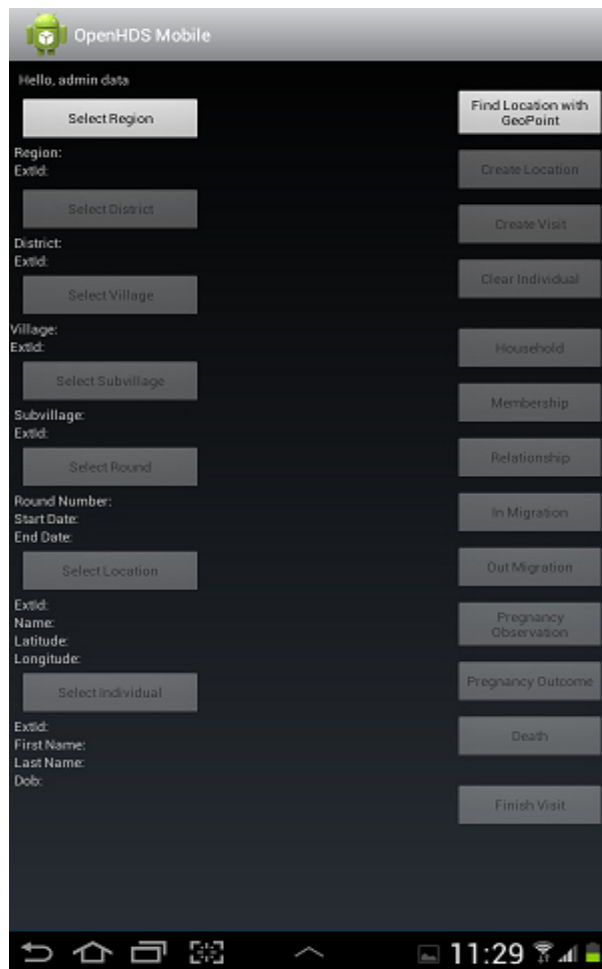 OpenHDS Mobile
Hello, admin data
Select Region
Region:
ExtId:
Select District
District:
ExtId:
Select Village
Village:
ExtId:
Select Subvillage
Subvillage:
ExtId:
Select Round
Round Number:
Start Date:
End Date:
Select Location
ExtId:
Name:
Latitude:
Longitude:
Select Individual
ExtId:
First Name:
Last Name:
Dob:
Find Location with
GeoPoint
Create Location
Create Visit
Clear Individual
Household
Membership
Relationship
In Migration
Out Migration
Pregnancy
Observation
Pregnancy Outcome
Death
Finish Visit
11:29